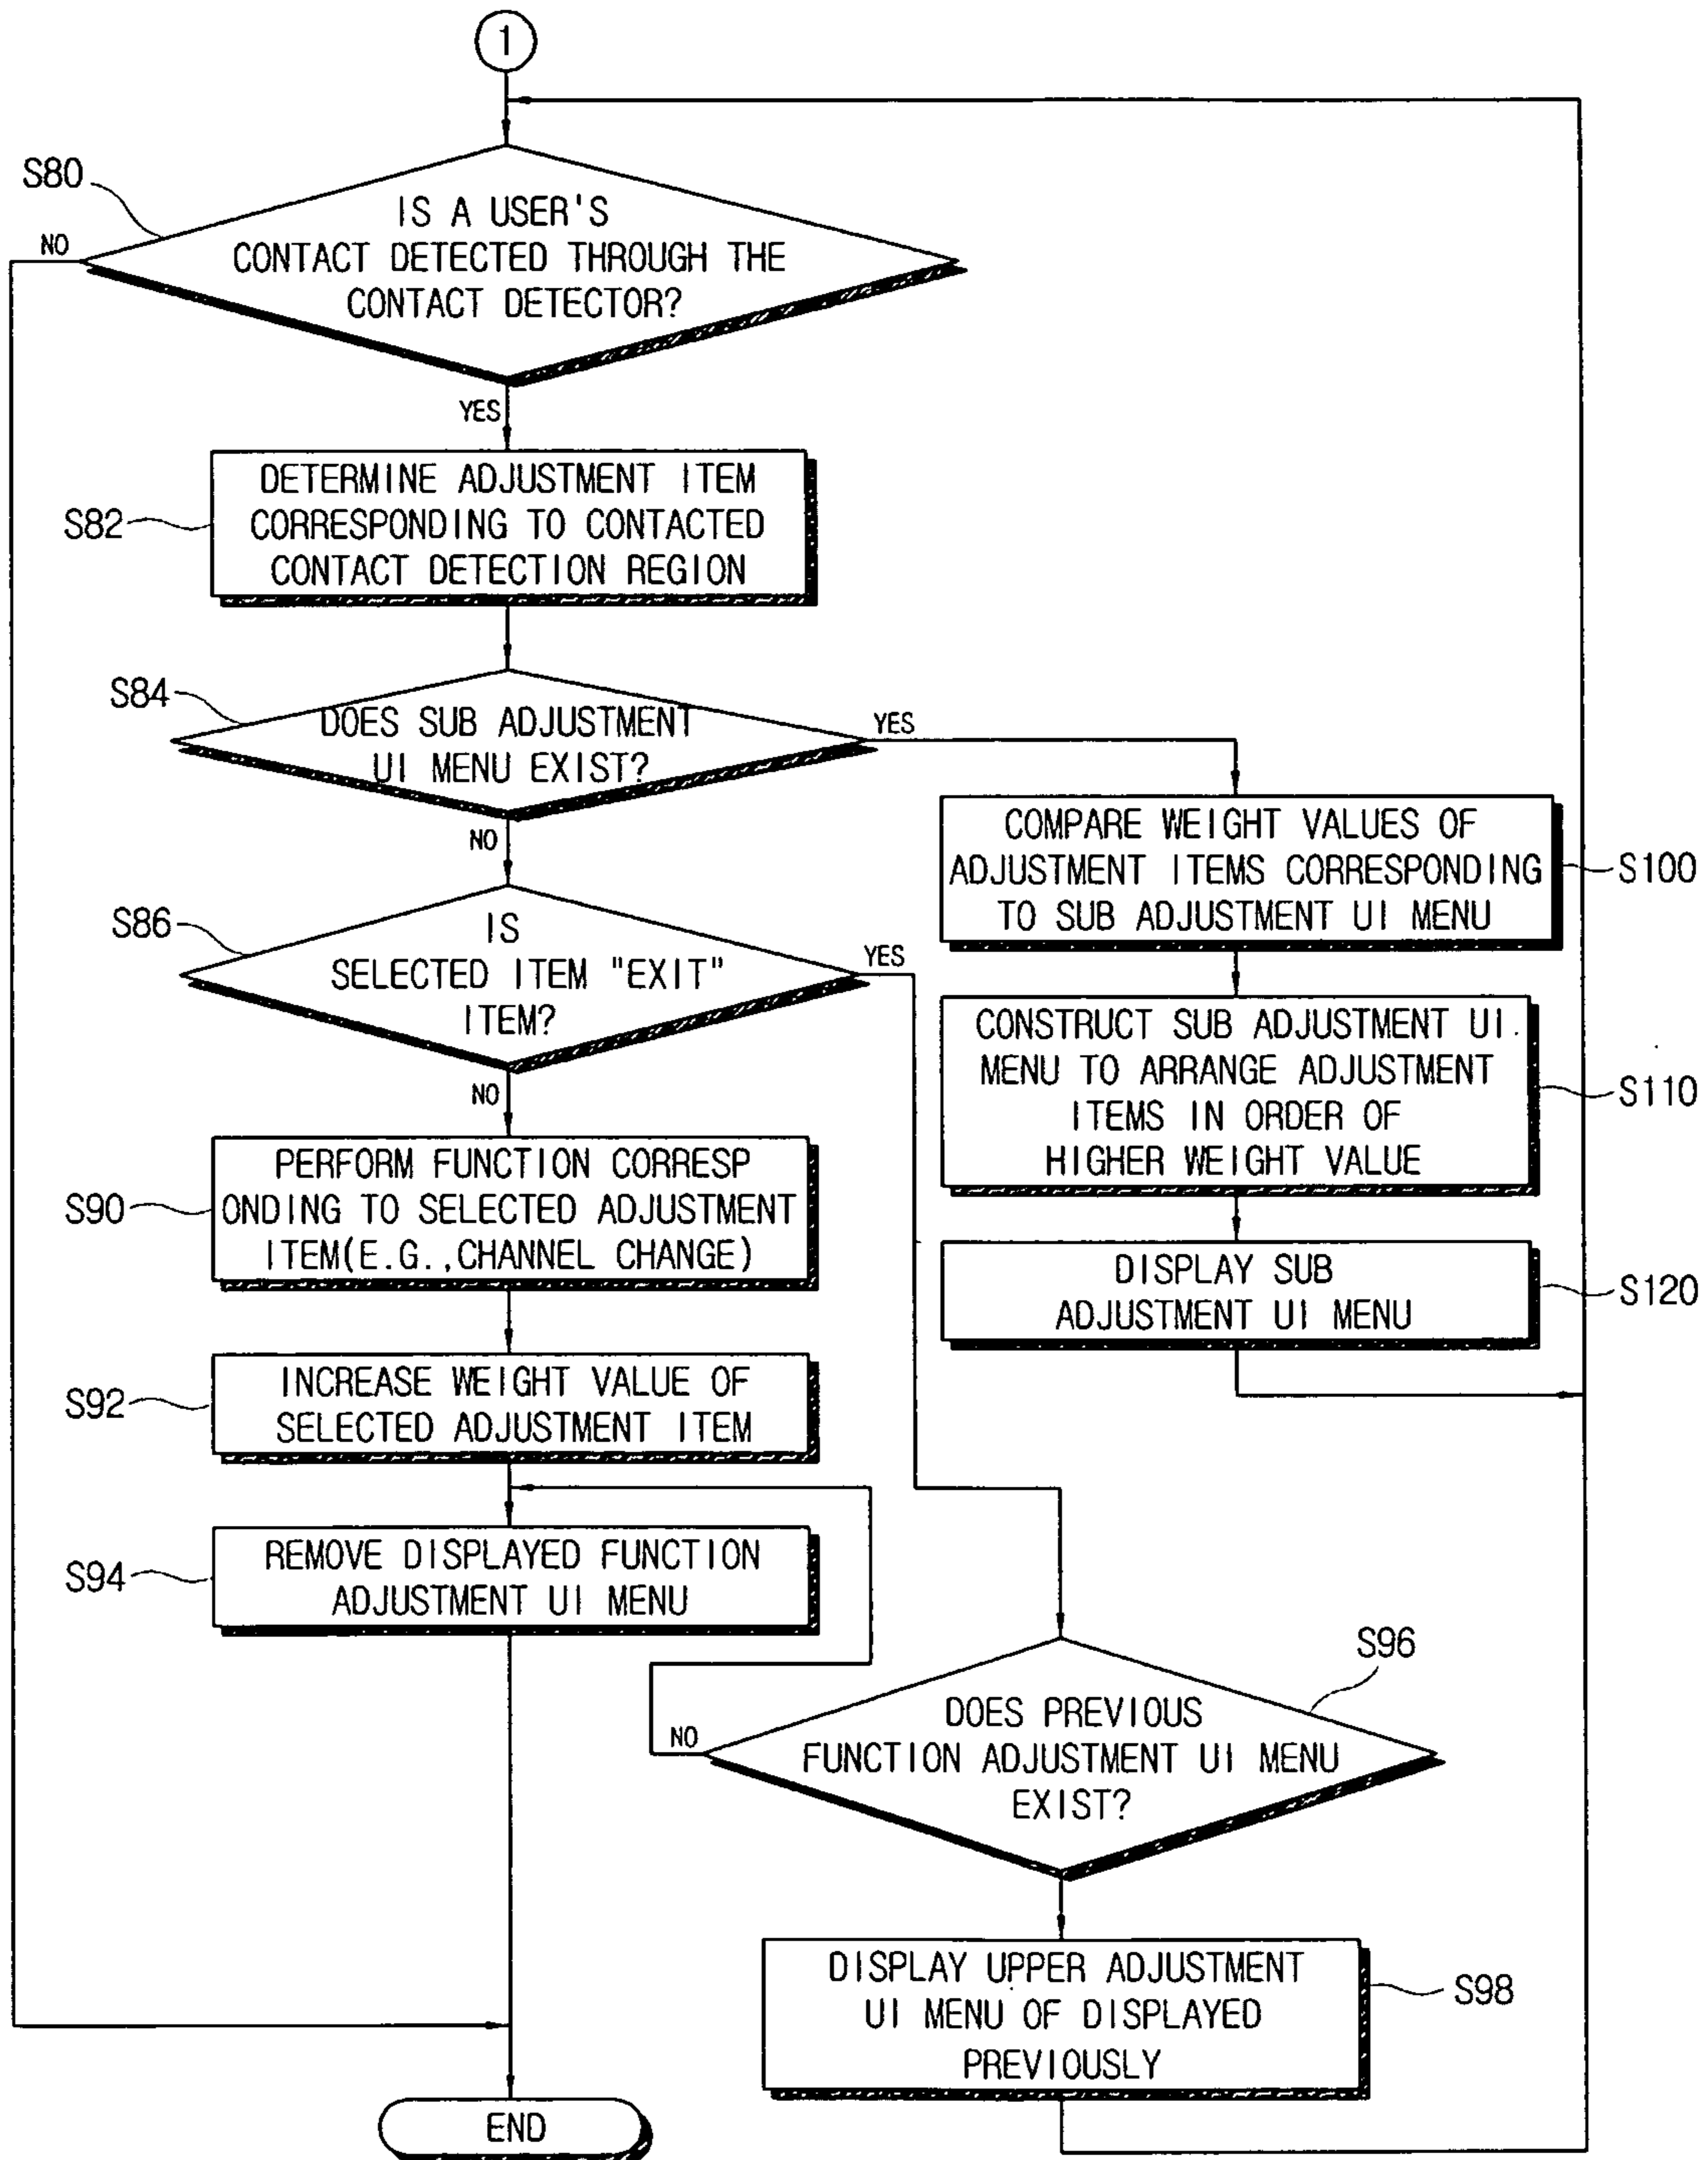 1
S80
IS A USER'S
CONTACT DETECTED THROUGH THE
CONTACT DETECTOR?
NO
YES
S82
DETERMINE ADJUSTMENT ITEM
CORRESPONDING TO CONTACTED
CONTACT DETECTION REGION
S84
DOES SUB ADJUSTMENT
UI MENU EXIST?
YES
NO
S86
IS
SELECTED ITEM "EXIT"
ITEM?
YES
NO
COMPARE WEIGHT VALUES OF
ADJUSTMENT ITEMS CORRESPONDING
TO SUB ADJUSTMENT UI MENU
S100
CONSTRUCT SUB ADJUSTMENT UI
MENU TO ARRANGE ADJUSTMENT
ITEMS IN ORDER OF
HIGHER WEIGHT VALUE
S110
DISPLAY SUB
ADJUSTMENT UI MENU
S120
S90
PERFORM FUNCTION CORRESP
ONDING TO SELECTED ADJUSTMENT
ITEM(E.G.,CHANNEL CHANGE)
S92
INCREASE WEIGHT VALUE OF
SELECTED ADJUSTMENT ITEM
S94
REMOVE DISPLAYED FUNCTION
ADJUSTMENT UI MENU
S96
DOES PREVIOUS
FUNCTION ADJUSTMENT UI MENU
EXIST?
NO
DISPLAY UPPER ADJUSTMENT
UI MENU OF DISPLAYED
PREVIOUSLY
S98
END